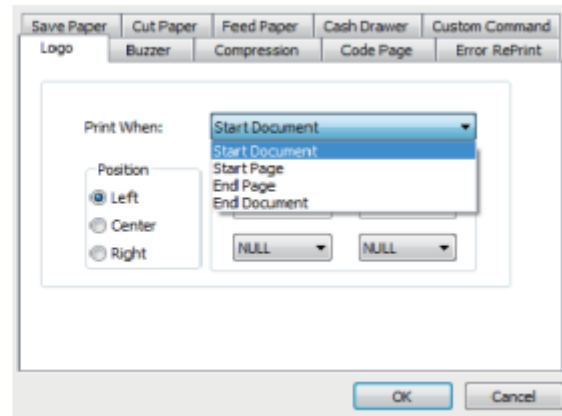 Save Paper Cut Paper Feed Paper Cash Drawer Custom Command
Logo Buzzer Compression Code Page Error RePrint
Print When: Start Document
Start Document
Start Page
End Page
End Document
Position
Left
Center
Right
NULL NULL
OK Cancel